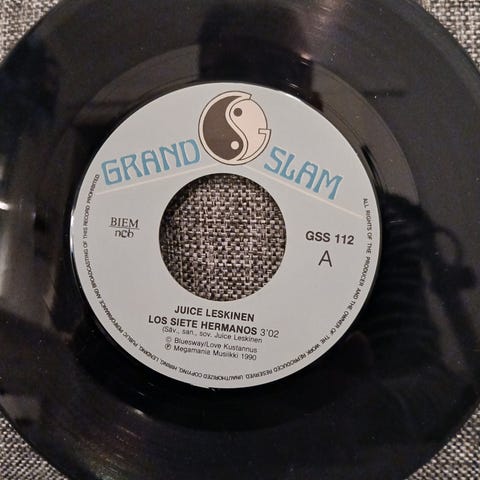 GRAND SLAM
BIEM
ncb
GSS 112
A
JUICE LESKINEN
LOS SIETE HERMANOS 3'02
(Säv., san., sov. Juice Leskinen
© Bluesway/Love Kustannus
℗ Megamania Musiikki 1990
ALL RIGHTS OF THE PRODUCER AND THE OWNER OF THE WORK REPRODUCED RESERVED. UNAUTHORIZED COPYING, HIRING, LENDING, PUBLIC PERFORMANCE AND BROADCASTING OF THIS RECORD PROHIBITED